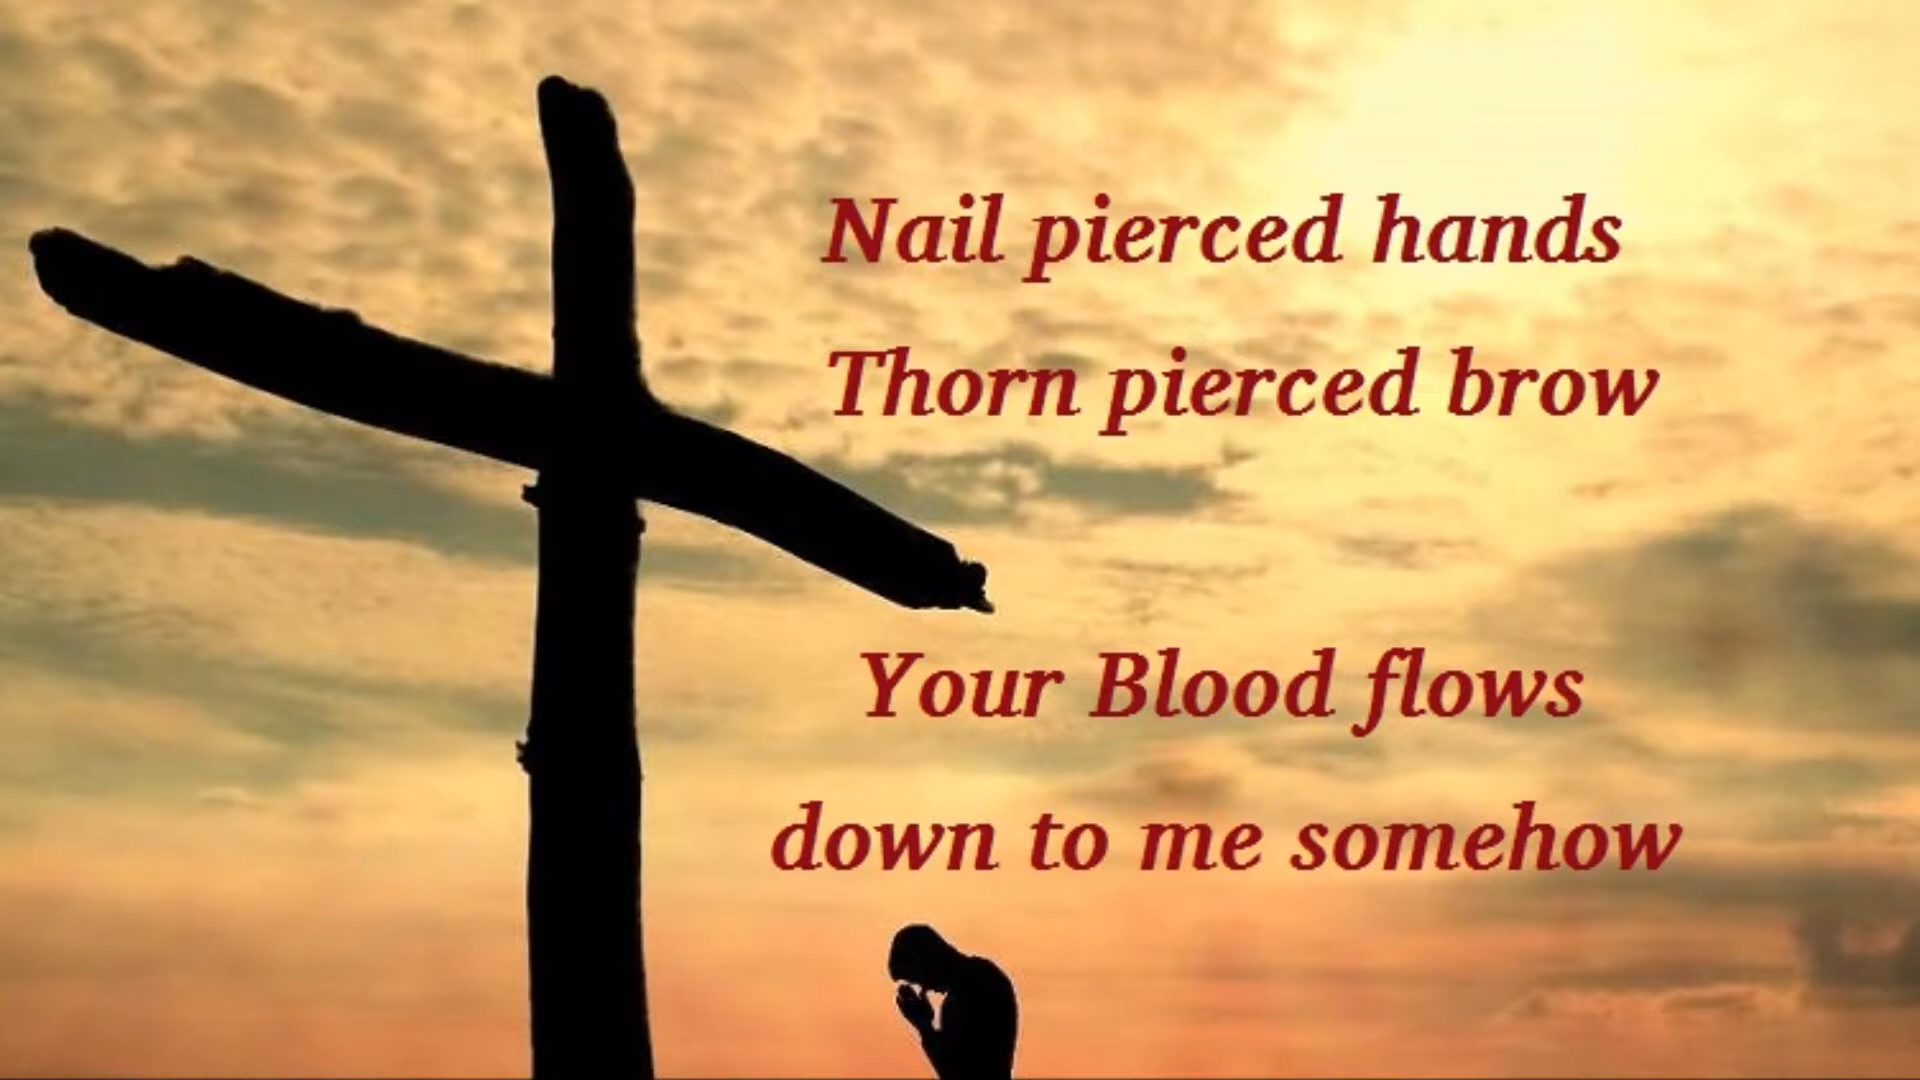 Nail pierced hands
Thorn pierced brow
Your Blood flows
down to me somehow